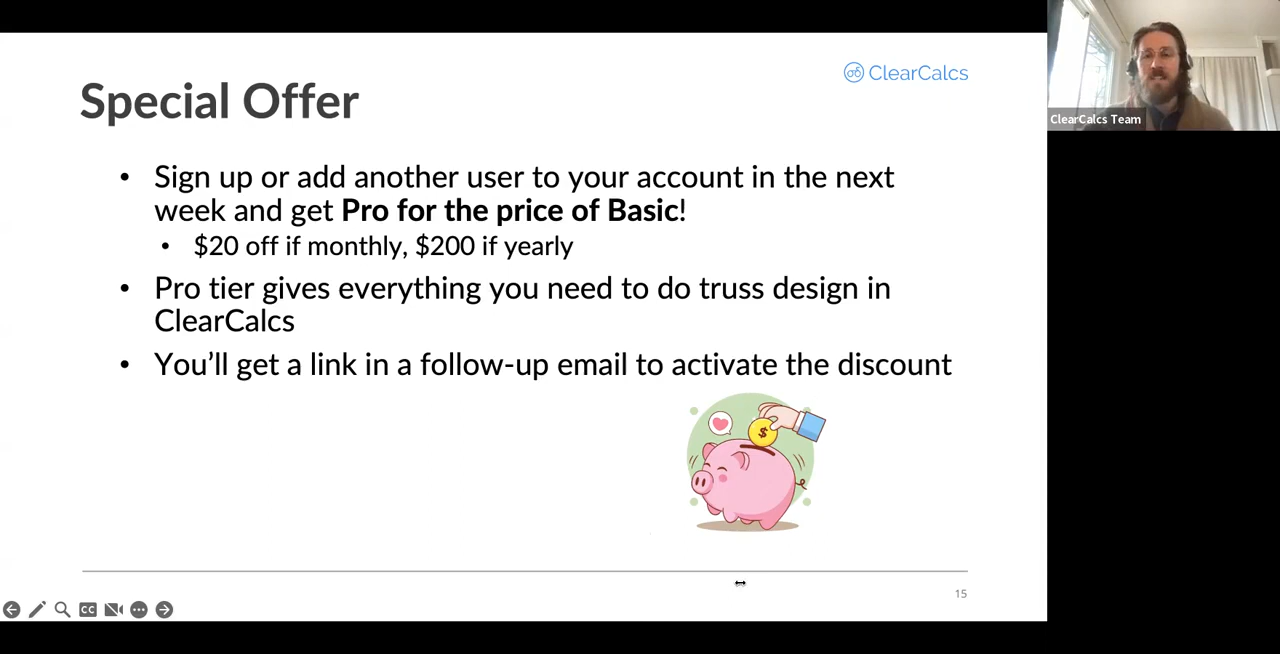 ClearCalcs
Special Offer
• Sign up or add another user to your account in the next
week and get Pro for the price of Basic!
• $20 off if monthly, $200 if yearly
• Pro tier gives everything you need to do truss design in
ClearCalcs
• You’ll get a link in a follow-up email to activate the discount
$
15
CC
ClearCalcs Team